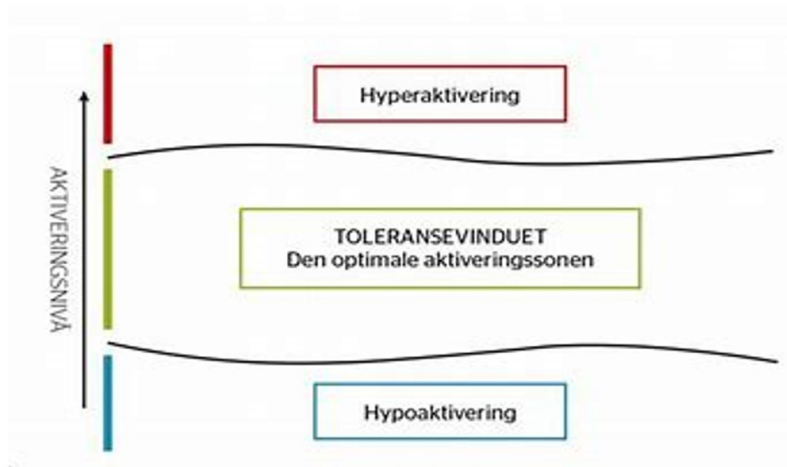 Hyperaktivering
AKTIVERINGSNIVÅ
TOLERANSEVINDUET
Den optimale aktiveringssonen
Hypoaktivering